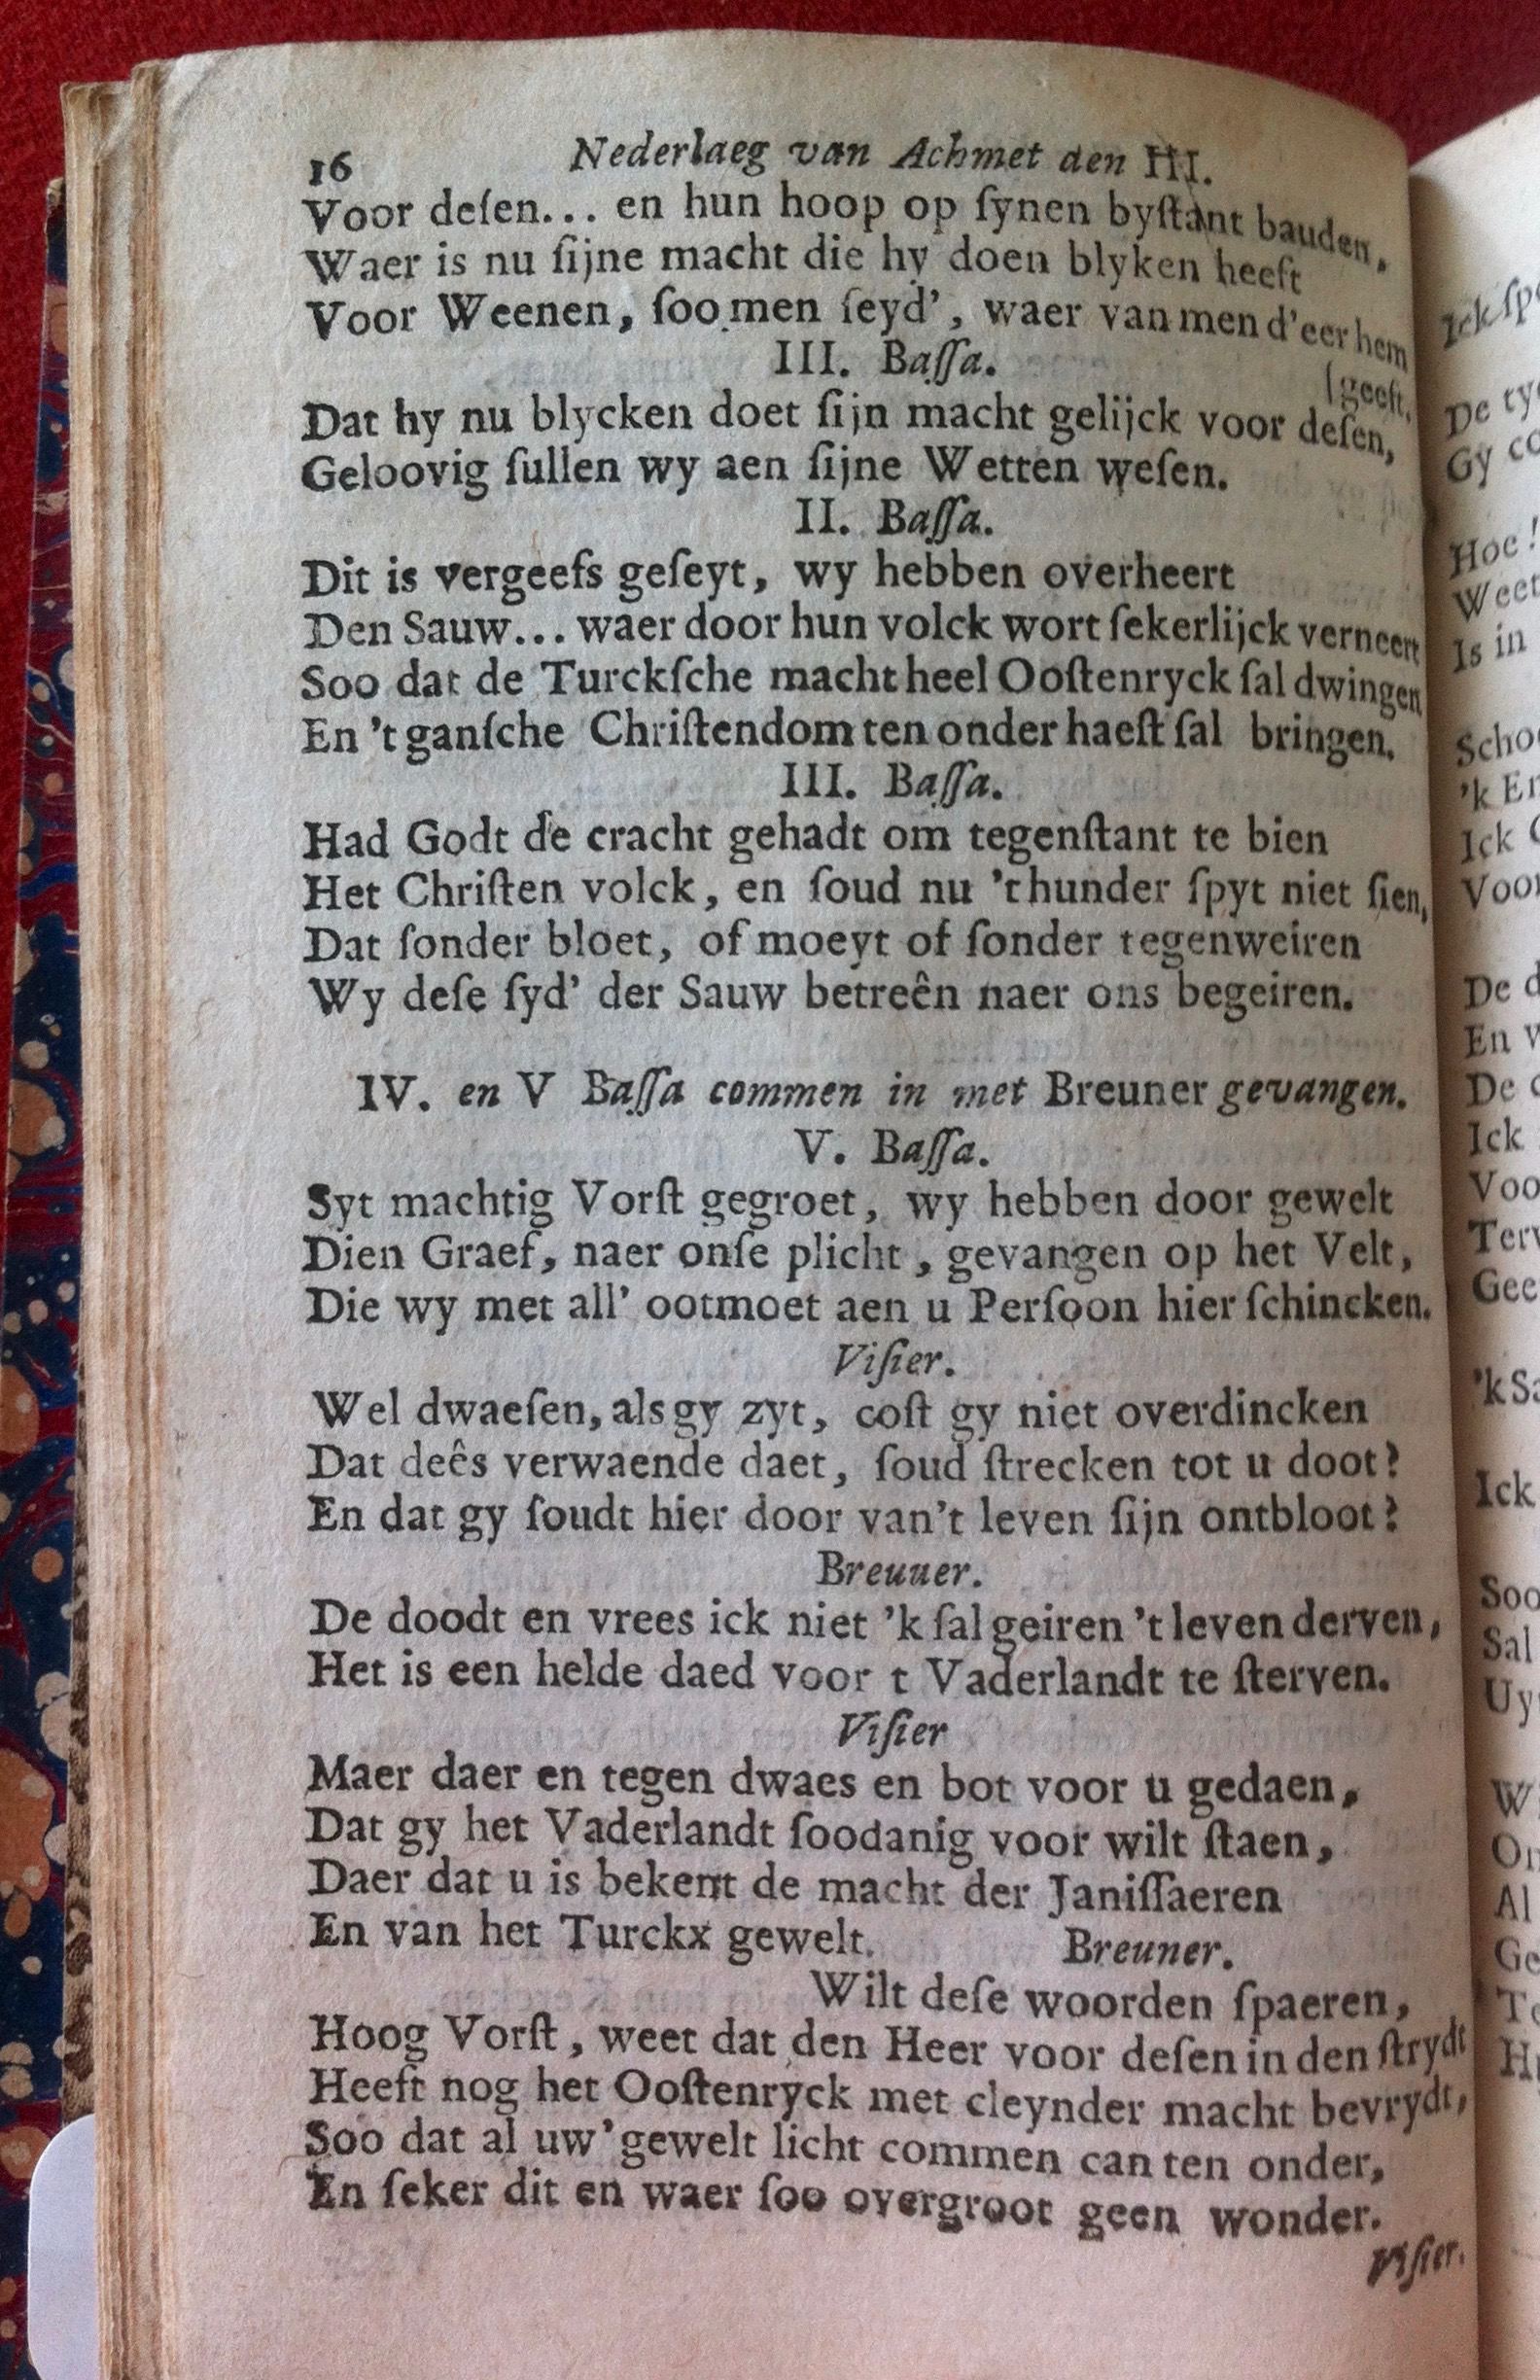 16 Nederlaeg van Achmet den III.
Voor deſen... en hun hoop op ſynen byſtant bauden,
Waer is nu ſijne macht die hy doen blyken heeft
Voor Weenen, ſoo men ſeyd', waer van men d'eer hem
(geeft.
III. Baſſa.
Dat hy nu blycken doet ſijn macht gelijck voor deſen,
Geloovig ſullen wy aen ſijne Wetten weſen.
II. Baſſa.
Dit is vergeefs geſeyt, wy hebben overheert
Den Sauw... waer door hun volck wort ſekerlijck verneert
Soo dat de Turckſche macht heel Ooſtenryck ſal dwingen
En 't ganſche Chriſtendom ten onder haeſt ſal bringen.
III. Baſſa.
Had Godt de cracht gehadt om tegenſtant te bien
Het Chriſten volck, en ſoud nu 't hunder ſpyt niet ſien,
Dat ſonder bloet, of moeyt of ſonder tegenweiren
Wy deſe ſyd' der Sauw betreên naer ons begeiren.
IV. en V Baſſa commen in met Breuner gevangen.
V. Baſſa.
Syt machtig Vorſt gegroet, wy hebben door gewelt
Dien Graef, naer onſe plicht, gevangen op het Velt,
Die wy met all' ootmoet aen u Perſoon hier ſchincken.
Viſier.
Wel dwaeſen, als gy zyt, coſt gy niet overdincken
Dat deês verwaende daet, ſoud ſtrecken tot u doot?
En dat gy ſoudt hier door van't leven ſijn ontbloot?
Breuuer.
De doodt en vrees ick niet 'k ſal geiren 't leven derven,
Het is een helde daed voor t Vaderlandt te ſterven.
Viſier
Maer daer en tegen dwaes en bot voor u gedaen,
Dat gy het Vaderlandt ſoodanig voor wilt ſtaen,
Daer dat u is bekent de macht der Janiſſaeren
En van het Turckx gewelt. Breuner.
Wilt deſe woorden ſpaeren,
Hoog Vorſt, weet dat den Heer voor deſen in den ſtrydt
Heeft nog het Ooſtenryck met cleynder macht bevrydt,
Soo dat al uw' gewelt licht commen can ten onder,
En ſeker dit en waer ſoo overgroot geen wonder.
Viſier.